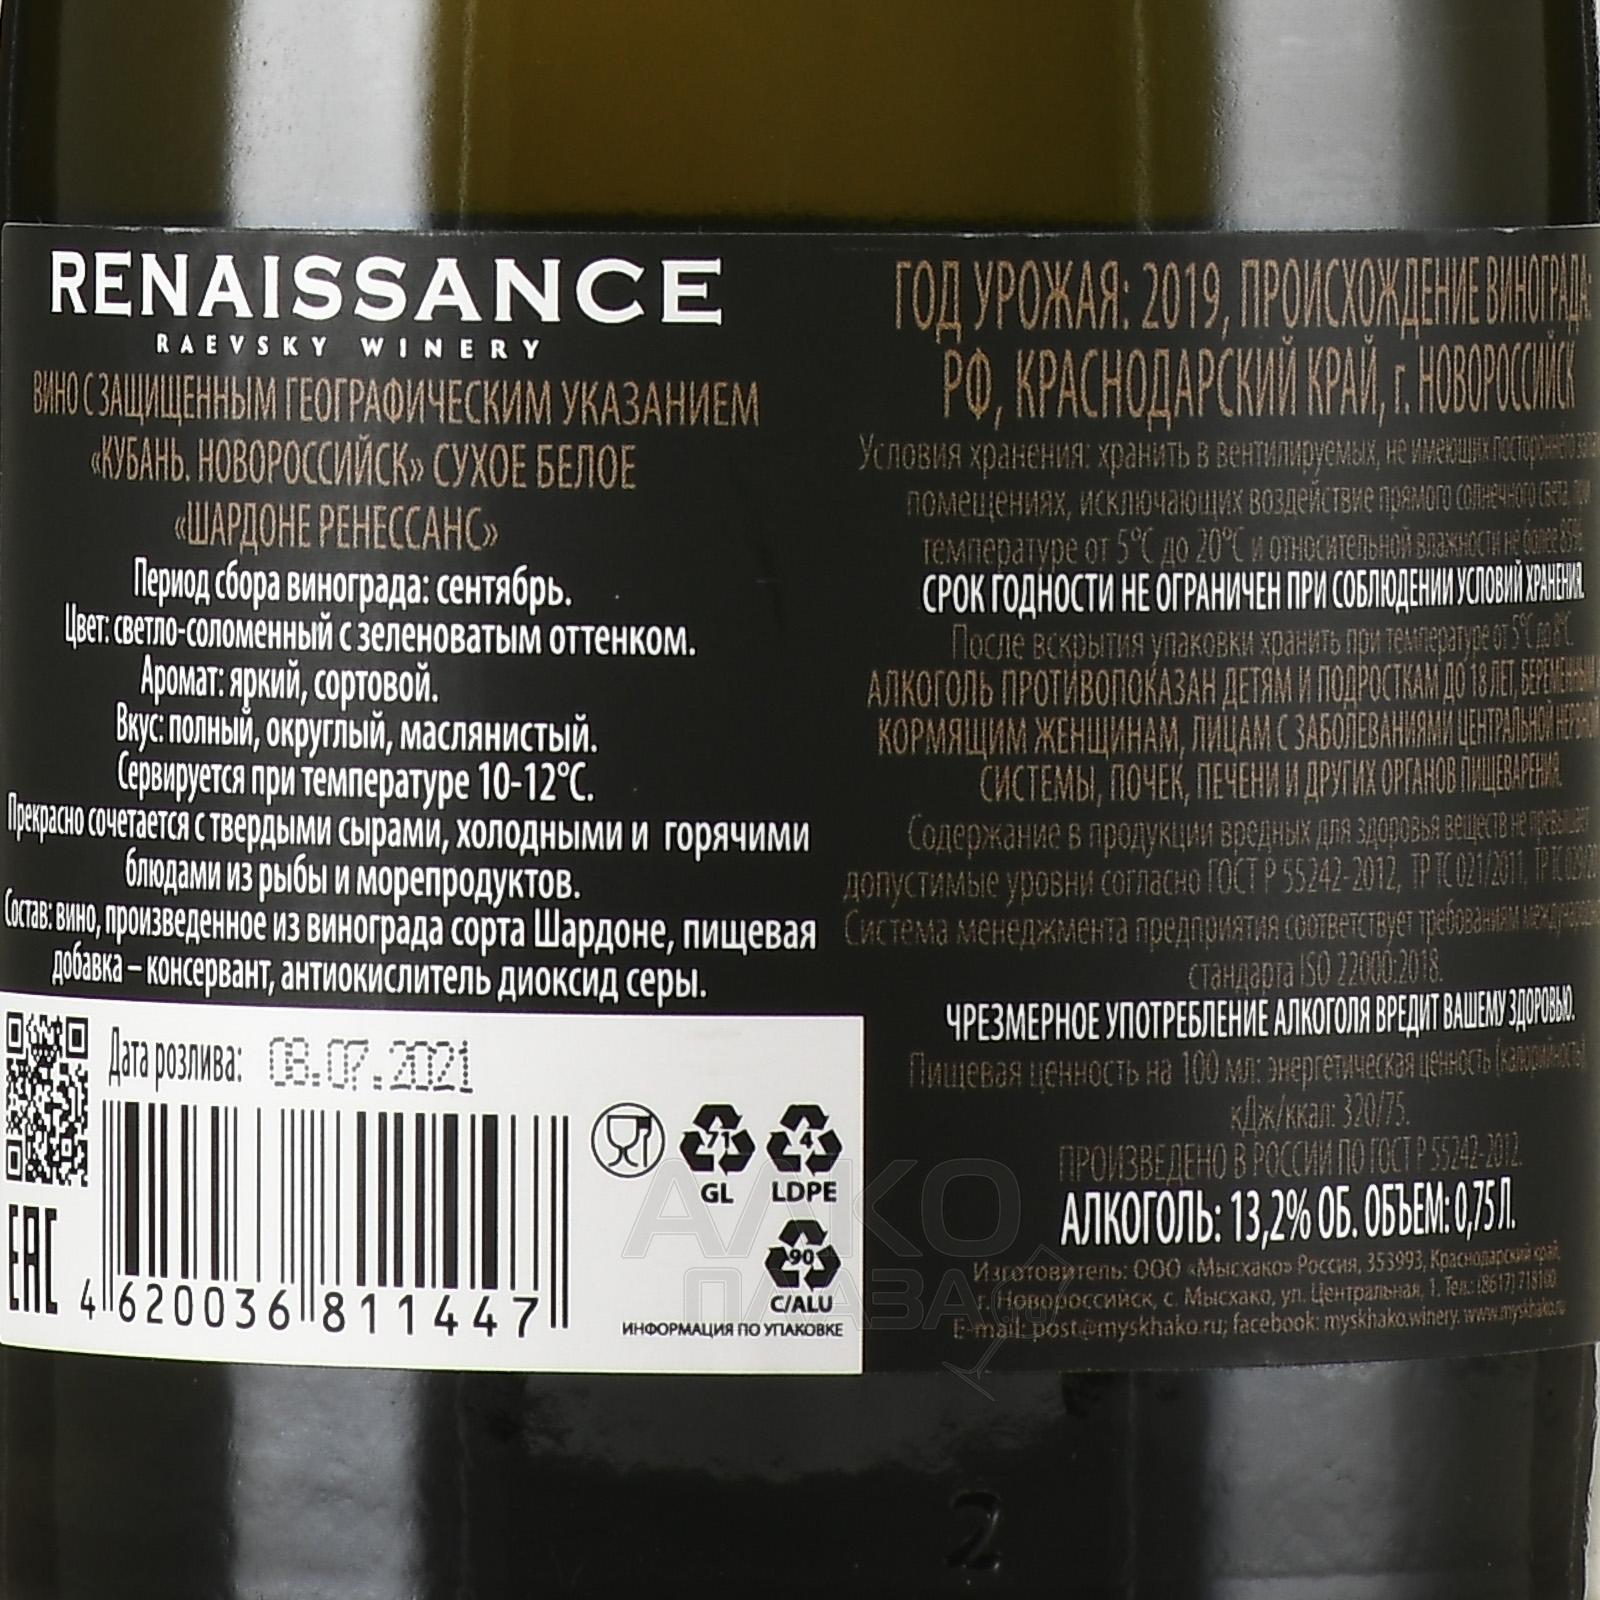 RENAISSANCE
RAEVSKY WINERY
ВИНО С ЗАЩИЩЕННЫМ ГЕОГРАФИЧЕСКИМ УКАЗАНИЕМ
«КУБАНЬ. НОВОРОССИЙСК» СУХОЕ БЕЛОЕ
«ШАРДОНЕ РЕНЕССАНС»
Период сбора винограда: сентябрь.
Цвет: светло-соломенный с зеленоватым оттенком.
Аромат: яркий, сортовой.
Вкус: полный, округлый, маслянистый.
Сервируется при температуре 10-12°С.
Прекрасно сочетается с твердыми сырами, холодными и горячими
блюдами из рыбы и морепродуктов.
Состав: вино, произведенное из винограда сорта Шардоне, пищевая
добавка – консервант, антиокислитель диоксид серы.
Дата розлива: 08.07.2021
EAC
4 620036 811447
71
GL
4
LDPE
90
C/ALU
ИНФОРМАЦИЯ ПО УПАКОВКЕ
ГОД УРОЖАЯ: 2019, ПРОИСХОЖДЕНИЕ ВИНОГРАДА:
РФ, КРАСНОДАРСКИЙ КРАЙ, г. НОВОРОССИЙСК
Условия хранения: хранить в вентилируемых, не имеющих постороннего
помещениях, исключающих воздействие прямого солнечного света, при
температуре от 5°С до 20°С и относительной влажности не более 85%
СРОК ГОДНОСТИ НЕ ОГРАНИЧЕН ПРИ СОБЛЮДЕНИИ УСЛОВИЙ ХРАНЕНИЯ.
После вскрытия упаковки хранить при температуре от 5°С до 8°С.
АЛКОГОЛЬ ПРОТИВОПОКАЗАН ДЕТЯМ И ПОДРОСТКАМ ДО 18 ЛЕТ, БЕРЕМЕННЫМ
КОРМЯЩИМ ЖЕНЩИНАМ, ЛИЦАМ С ЗАБОЛЕВАНИЯМИ ЦЕНТРАЛЬНОЙ НЕРВНОЙ
СИСТЕМЫ, ПОЧЕК, ПЕЧЕНИ И ДРУГИХ ОРГАНОВ ПИЩЕВАРЕНИЯ.
Содержание в продукции вредных для здоровья веществ не превышает
допустимые уровни согласно ГОСТ Р 55242-2012, ТР ТС 021/2011, ТР ТС
Система менеджмента предприятия соответствует требованиям
стандарта ISO 22000:2018.
ЧРЕЗМЕРНОЕ УПОТРЕБЛЕНИЕ АЛКОГОЛЯ ВРЕДИТ ВАШЕМУ ЗДОРОВЬЮ.
Пищевая ценность на 100 мл: энергетическая ценность (калорийность),
кДж/ккал: 320/75.
ПРОИЗВЕДЕНО В РОССИИ ПО ГОСТ Р 55242-2012.
АЛКОГОЛЬ: 13,2% ОБ. ОБЪЕМ: 0,75 Л.
Изготовитель: ООО «Мысхако» Россия, 353993, Краснодарский край,
г. Новороссийск, с. Мысхако, ул. Центральная, 1. Тел.: (8617) 718100
E-mail: post@myskhako.ru; facebook: myskhako.winery. www.myskhako.ru
АЛКО
ПЛАЗА
2